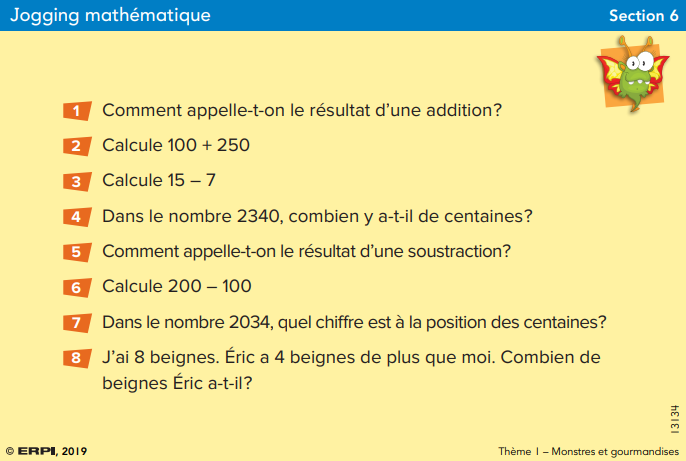 Jogging mathématique
Section 6
1 Comment appelle-t-on le résultat d'une addition?
2 Calcule 100 + 250
3 Calcule 15 – 7
4 Dans le nombre 2340, combien y a-t-il de centaines?
5 Comment appelle-t-on le résultat d'une soustraction?
6 Calcule 200 – 100
7 Dans le nombre 2034, quel chiffre est à la position des centaines?
8 J'ai 8 beignes. Éric a 4 beignes de plus que moi. Combien de
beignes Éric a-t-il?
13134
© ERPI, 2019
Thème 1 – Monstres et gourmandises